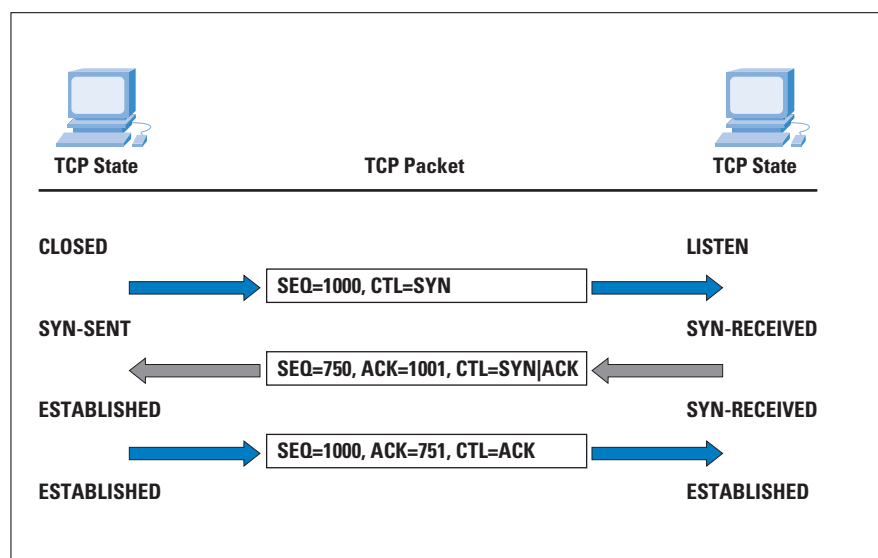 TCP State TCP Packet TCP State
CLOSED LISTEN
SEQ=1000, CTL=SYN
SYN-SENT SYN-RECEIVED
SEQ=750, ACK=1001, CTL=SYN|ACK
ESTABLISHED SYN-RECEIVED
SEQ=1000, ACK=751, CTL=ACK
ESTABLISHED ESTABLISHED